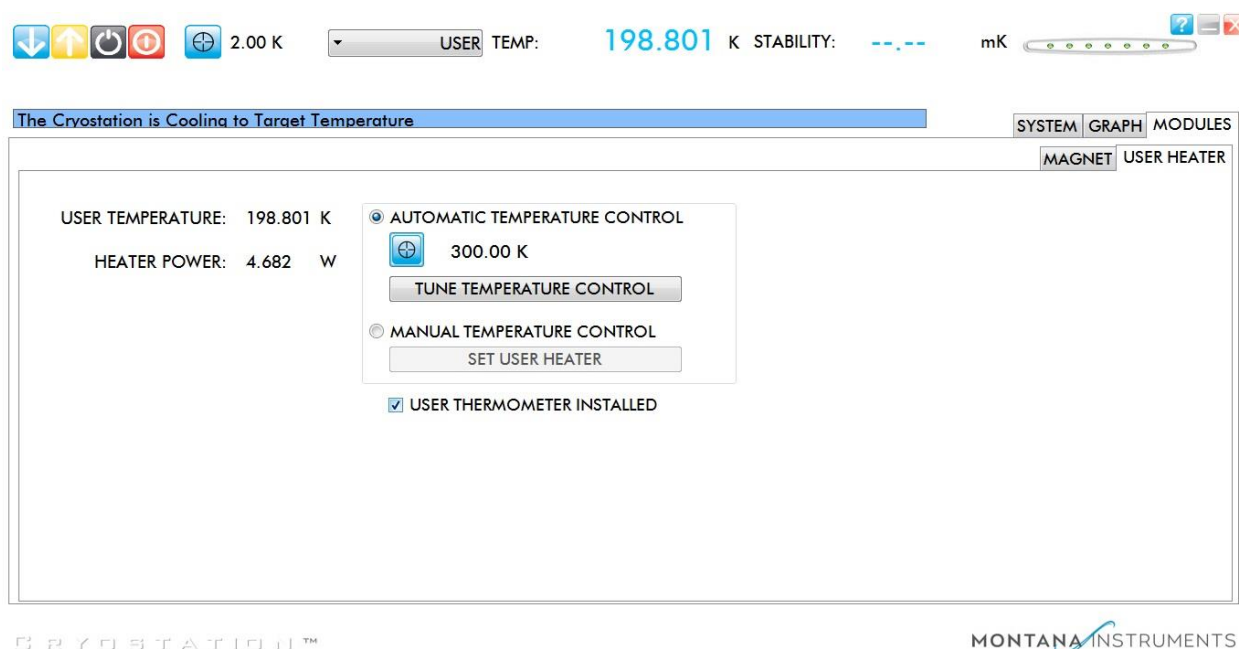 2.00 K USER TEMP: 198.801 K STABILITY: --.-- mK ?
The Cryostation is Cooling to Target Temperature
SYSTEM GRAPH MODULES
MAGNET USER HEATER
USER TEMPERATURE: 198.801 K
HEATER POWER: 4.682 W
AUTOMATIC TEMPERATURE CONTROL
300.00 K
TUNE TEMPERATURE CONTROL
MANUAL TEMPERATURE CONTROL
SET USER HEATER
USER THERMOMETER INSTALLED
CRYOSTATION™
MONTANA INSTRUMENTS